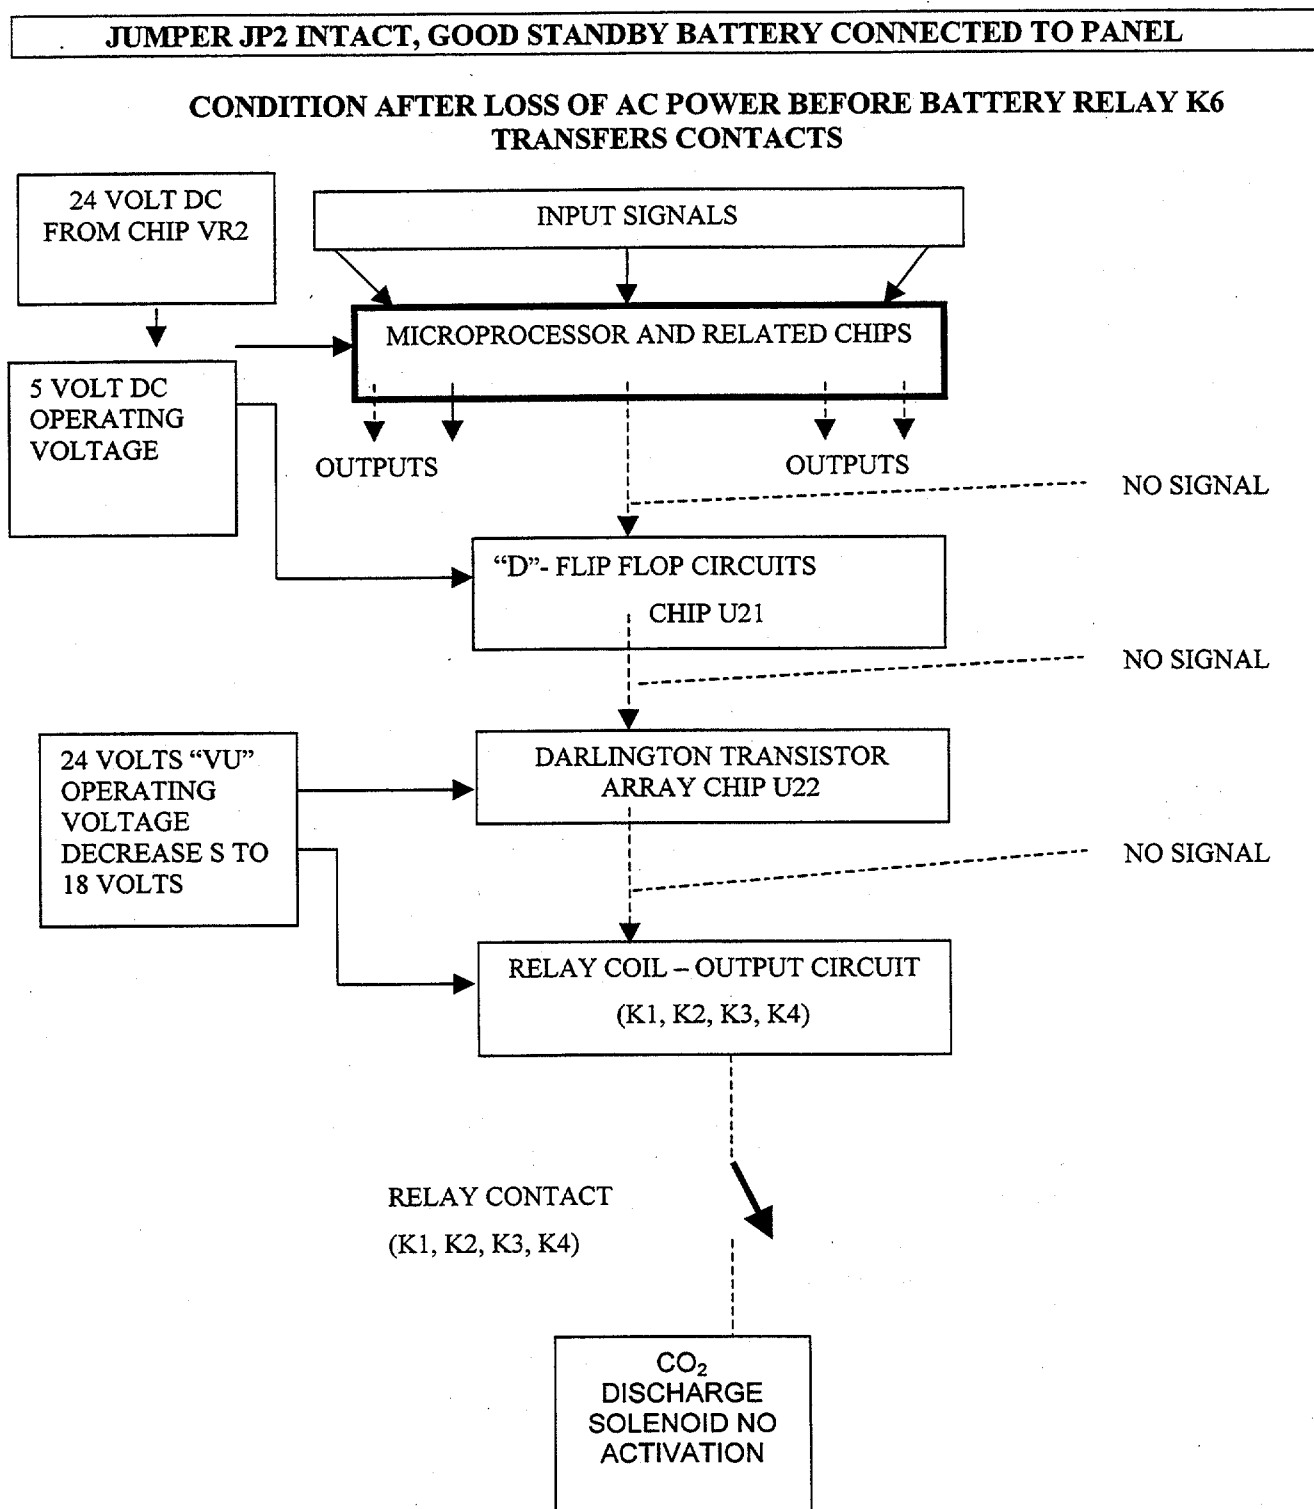 JUMPER JP2 INTACT, GOOD STANDBY BATTERY CONNECTED TO PANEL
CONDITION AFTER LOSS OF AC POWER BEFORE BATTERY RELAY K6
TRANSFERS CONTACTS
24 VOLT DC
FROM CHIP VR2
INPUT SIGNALS
MICROPROCESSOR AND RELATED CHIPS
5 VOLT DC
OPERATING
VOLTAGE
OUTPUTS
OUTPUTS
NO SIGNAL
“D”- FLIP FLOP CIRCUITS
CHIP U21
NO SIGNAL
24 VOLTS “VU”
OPERATING
VOLTAGE
DECREASE S TO
18 VOLTS
DARLINGTON TRANSISTOR
ARRAY CHIP U22
NO SIGNAL
RELAY COIL – OUTPUT CIRCUIT
(K1, K2, K3, K4)
RELAY CONTACT
(K1, K2, K3, K4)
CO₂
DISCHARGE
SOLENOID NO
ACTIVATION